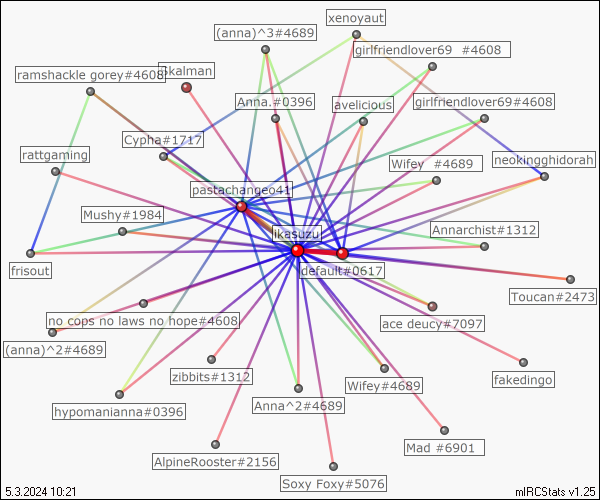 xenoyaut
(anna)^3#4689
girlfriendlover69 #4608
ramshackle gorey#4608
skalman
Anna.#0396
avelicious
girlfriendlover69#4608
Cypha#1717
rattgaming
Wifey #4689
neokingghidorah
pastachangeo41
Mushy#1984
likasuzu
Annarchist#1312
frisout
default#0617
Toucan#2473
no cops no laws no hope#4608
ace deucy#7097
(anna)^2#4689
zibbits#1312
Wifey#4689
fakedingo
hypomanianna#0396
Anna^2#4689
Mad #6901
AlpineRooster#2156
Soxy Foxy#5076
5.3.2024 10:21
mIRCStats v1.25